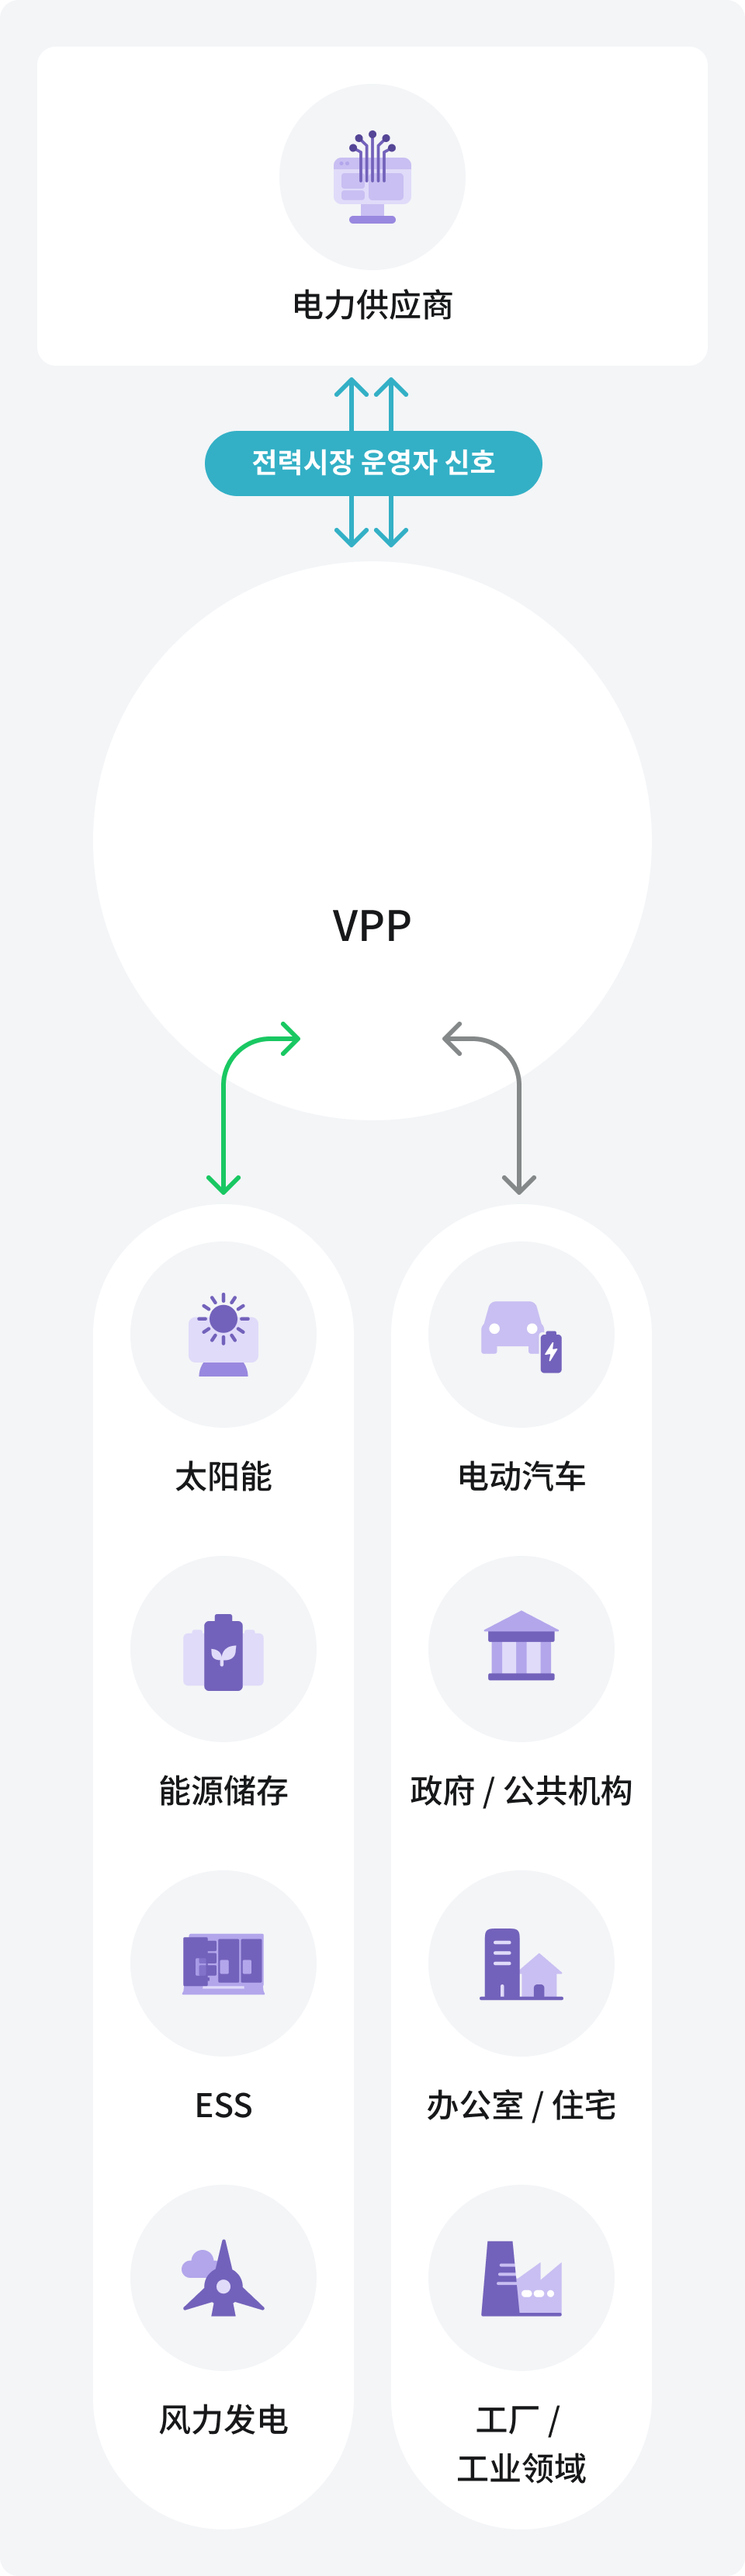 电力供应商
전력시장 운영자 신호
VPP
太阳能
电动汽车
能源储存
政府 / 公共机构
ESS
办公室 / 住宅
风力发电
工厂 /
工业领域